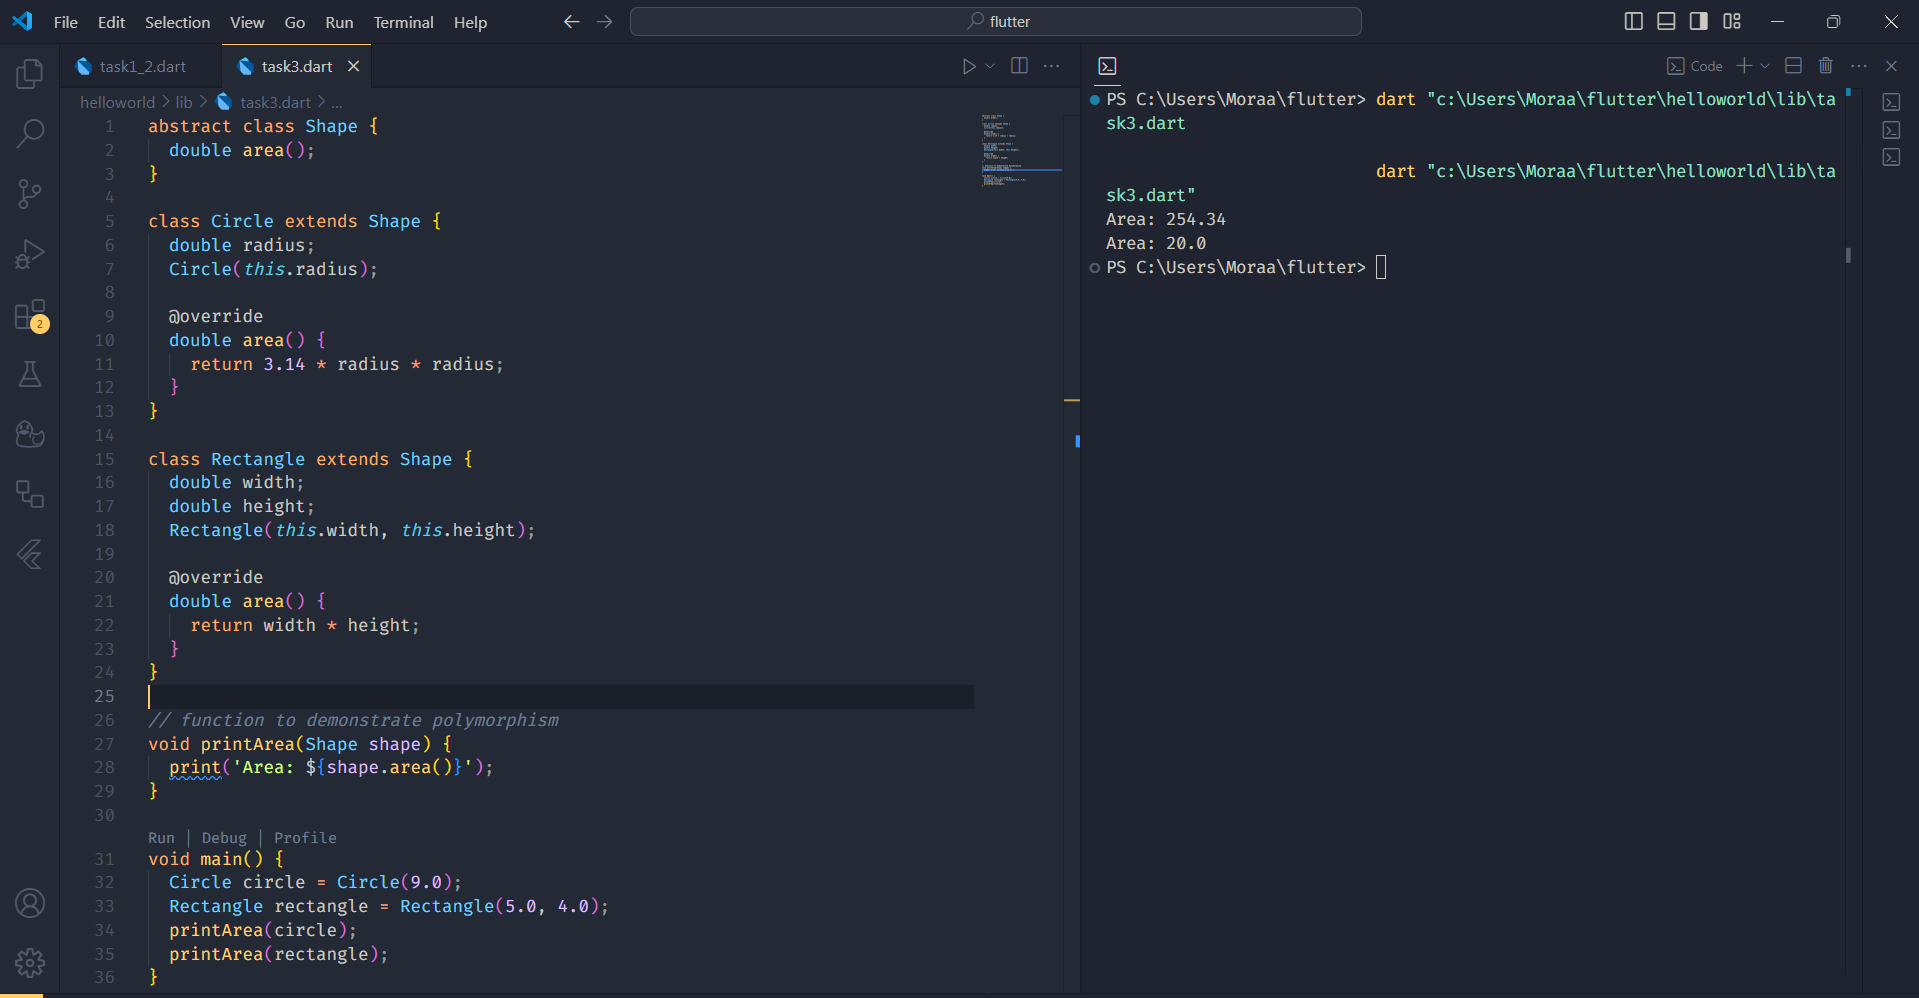 File Edit Selection View Go Run Terminal Help
flutter
task1_2.dart
task3.dart
helloworld > lib > task3.dart > ...
1 abstract class Shape {
2 double area();
3 }
4
5 class Circle extends Shape {
6 double radius;
7 Circle(this.radius);
8
9 @override
10 double area() {
11 return 3.14 * radius * radius;
12 }
13 }
14
15 class Rectangle extends Shape {
16 double width;
17 double height;
18 Rectangle(this.width, this.height);
19
20 @override
21 double area() {
22 return width * height;
23 }
24 }
25
26 // function to demonstrate polymorphism
27 void printArea(Shape shape) {
28 print('Area: ${shape.area()}');
29 }
30
Run | Debug | Profile
31 void main() {
32 Circle circle = Circle(9.0);
33 Rectangle rectangle = Rectangle(5.0, 4.0);
34 printArea(circle);
35 printArea(rectangle);
36 }
2
Code
PS C:\Users\Moraa\flutter> dart "c:\Users\Moraa\flutter\helloworld\lib\ta
sk3.dart
dart "c:\Users\Moraa\flutter\helloworld\lib\ta
sk3.dart"
Area: 254.34
Area: 20.0
PS C:\Users\Moraa\flutter>